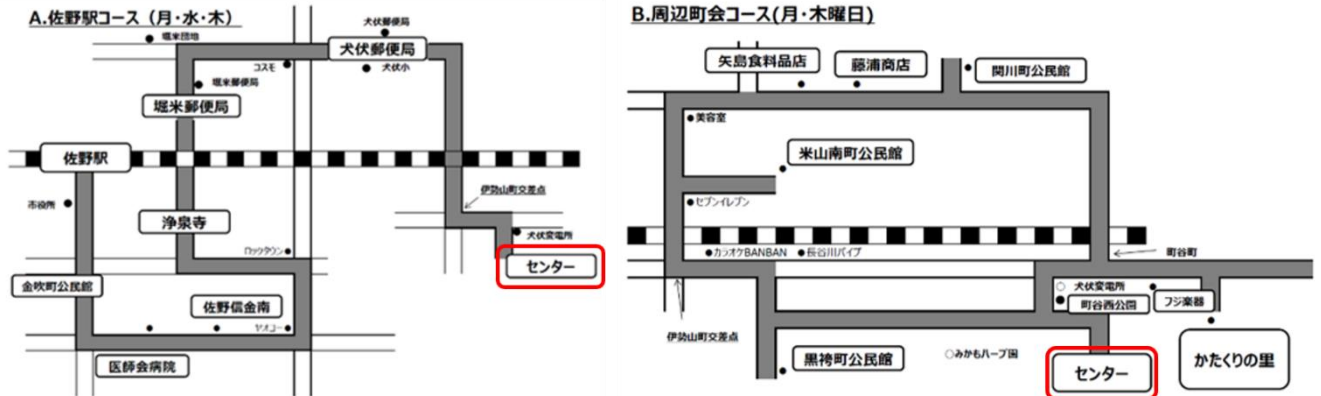 A.佐野駅コース（月・水・木）
犬伏郵便局
堀米団地
犬伏郵便局
コスモ
犬伏小
堀米郵便局
堀米郵便局
佐野駅
伊勢山町交差点
市役所
浄泉寺
犬伏変電所
ロックタウン
センター
金吹町公民館
佐野信金南
ヤオコー
医師会病院
B.周辺町会コース(月・木曜日)
矢島食料品店
藤浦商店
関川町公民館
美容室
米山南町公民館
セブンイレブン
カラオケBANBAN
長谷川パイプ
町谷町
犬伏変電所
町谷西公園
フジ楽器
伊勢山町交差点
黒袴町公民館
みかもハーブ園
センター
かたくりの里